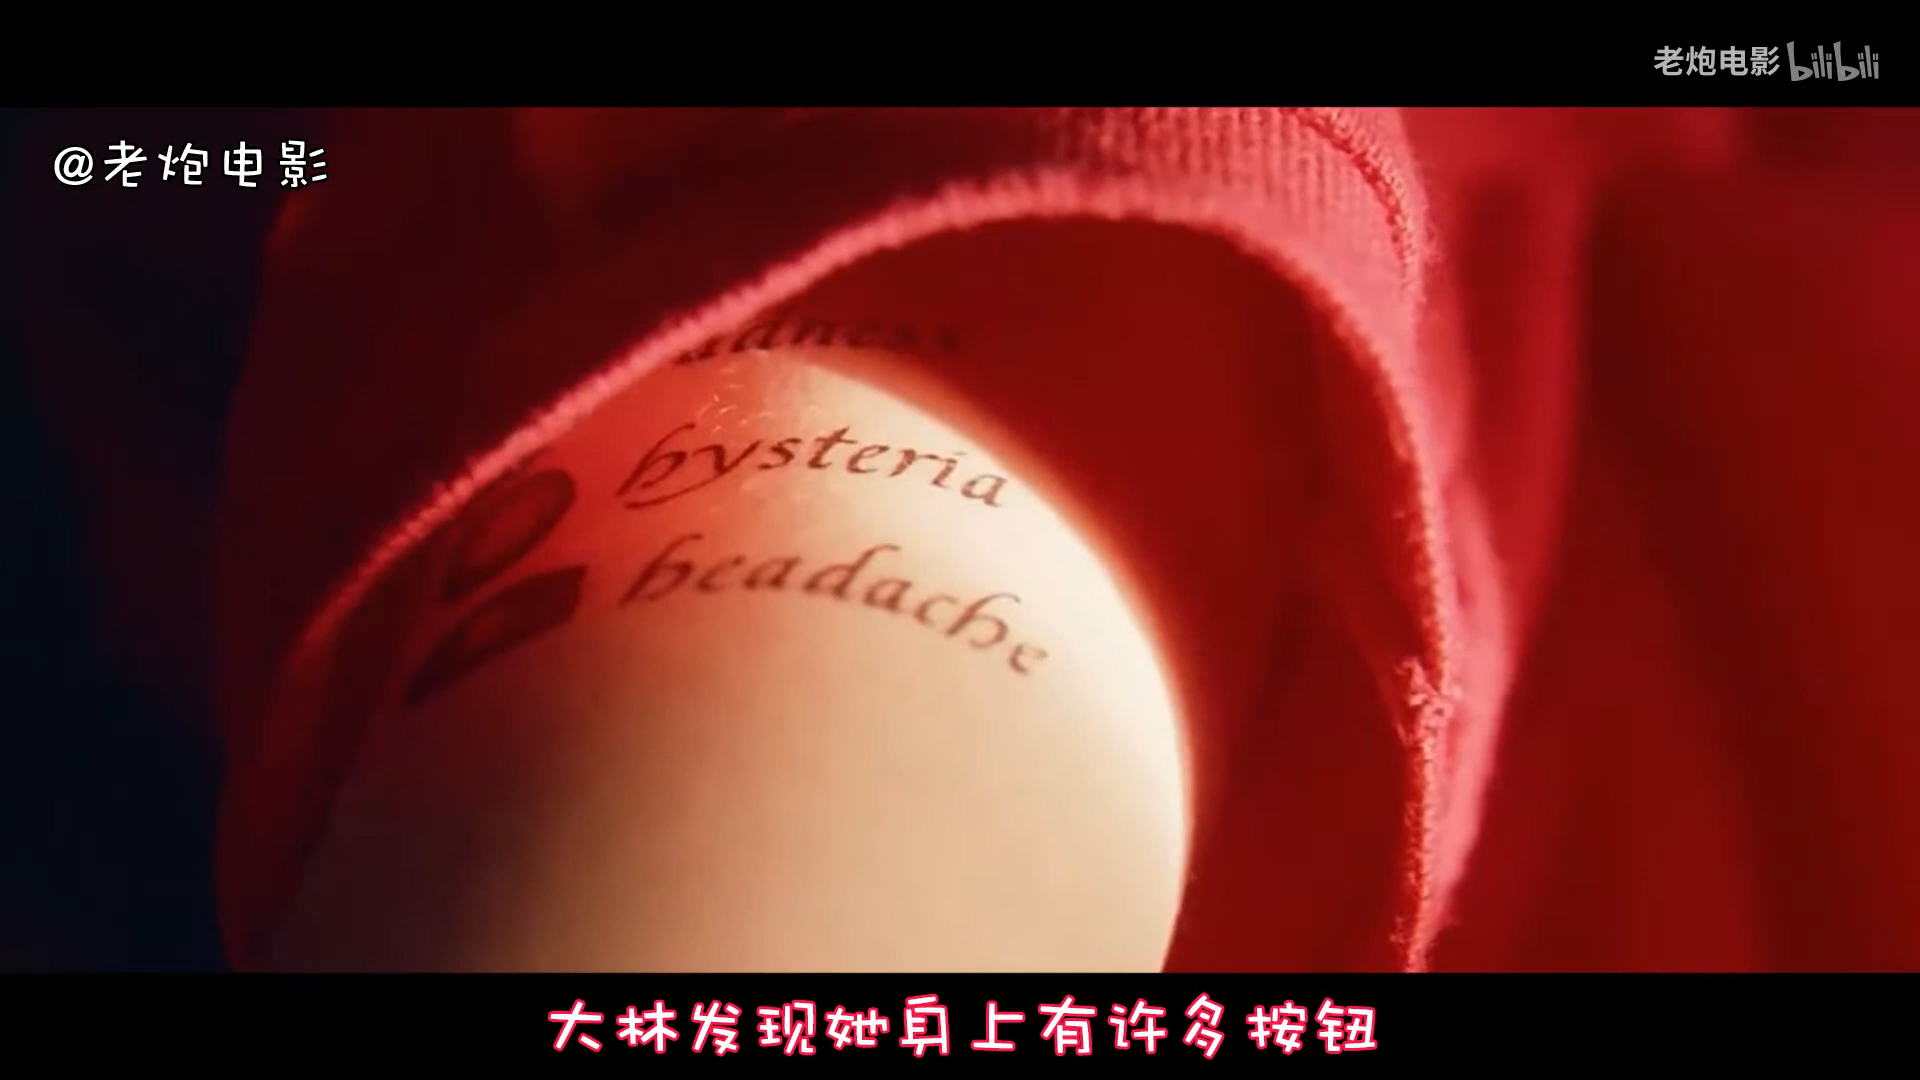 老炮电影 bilibili
@老炮电影
hysteria
headache
大林发现她身上有许多按钮